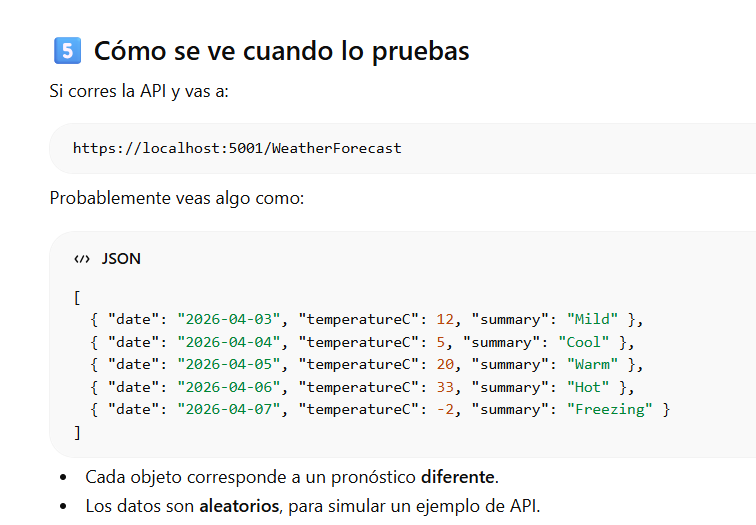 5 Cómo se ve cuando lo pruebas
Si corres la API y vas a:
https://localhost:5001/WeatherForecast
Probablemente veas algo como:
</> JSON
[
{ "date": "2026-04-03", "temperatureC": 12, "summary": "Mild" },
{ "date": "2026-04-04", "temperatureC": 5, "summary": "Cool" },
{ "date": "2026-04-05", "temperatureC": 20, "summary": "Warm" },
{ "date": "2026-04-06", "temperatureC": 33, "summary": "Hot" },
{ "date": "2026-04-07", "temperatureC": -2, "summary": "Freezing" }
]
• Cada objeto corresponde a un pronóstico diferente.
• Los datos son aleatorios, para simular un ejemplo de API.